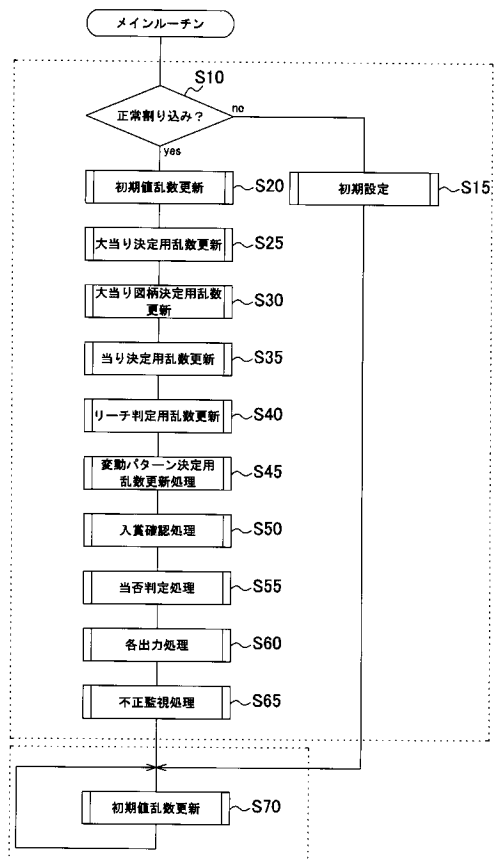 メインルーチン
S10
正常割り込み?
no
yes
初期値乱数更新
S20
初期設定
S15
大当り決定用乱数更新
S25
大当り図柄決定用乱数
更新
S30
当り決定用乱数更新
S35
リーチ判定用乱数更新
S40
変動パターン決定用
乱数更新処理
S45
入賞確認処理
S50
当否判定処理
S55
各出力処理
S60
不正監視処理
S65
初期値乱数更新
S70